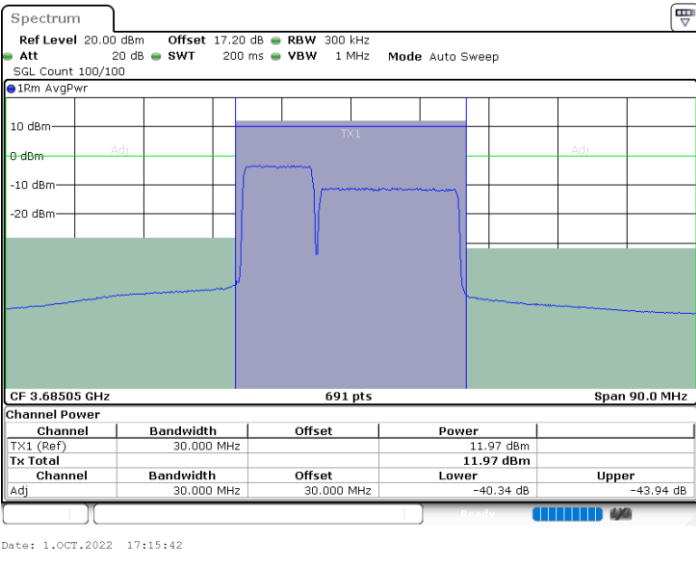 Spectrum
Ref Level 20.00 dBm Offset 17.20 dB RBW 300 kHz
Att 20 dB SWT 200 ms VBW 1 MHz Mode Auto Sweep
SGL Count 100/100
1Rm AvgPwr
10 dBm
TX1
0 dBm
Adj
Adj
-10 dBm
-20 dBm
CF 3.68505 GHz 691 pts Span 90.0 MHz
Channel Power
Channel Bandwidth Offset Power
TX1 (Ref) 30.000 MHz 11.97 dBm
Tx Total 11.97 dBm
Channel Bandwidth Offset Lower Upper
Adj 30.000 MHz 30.000 MHz -40.34 dB -43.94 dB
Ready
Date: 1.OCT.2022 17:15:42